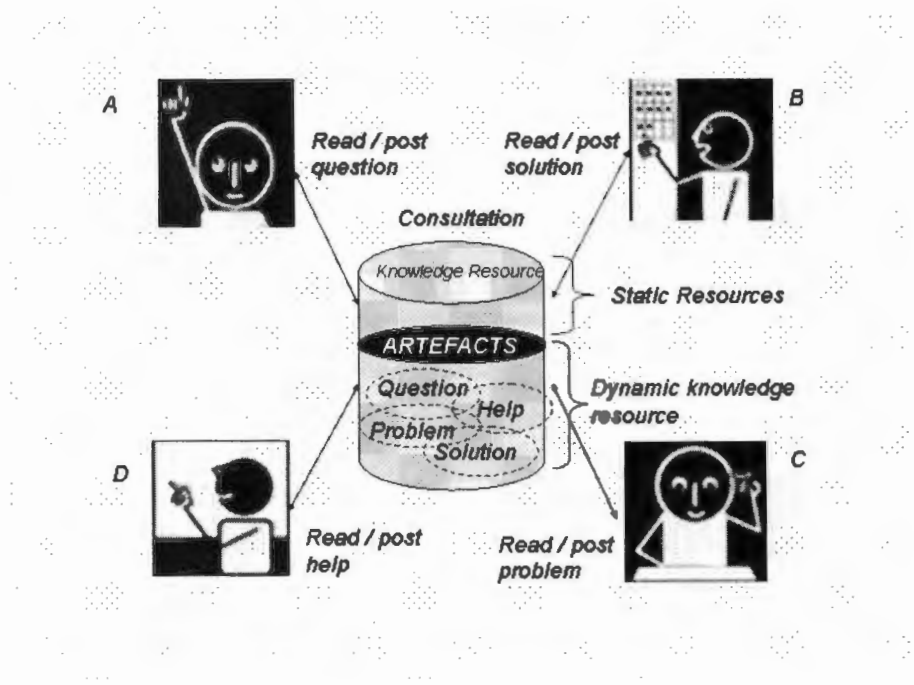 A
B
Read / post
question
Read / post
solution
Consultation
Knowledge Resource
Static Resources
ARTEFACTS
Question
Help
Problem
Solution
Dynamic knowledge
resource
D
C
Read / post
help
Read / post
problem